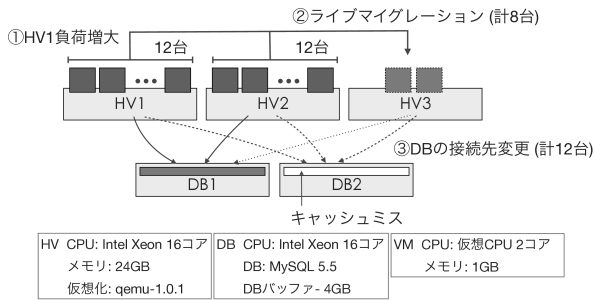 ②ライブマイグレーション (計8台)
①HV1負荷増大
12台
12台
HV1
HV2
HV3
③DBの接続先変更 (計12台)
DB1
DB2
キャッシュミス
HV CPU: Intel Xeon 16コア
メモリ: 24GB
仮想化: qemu-1.0.1
DB CPU: Intel Xeon 16コア
DB: MySQL 5.5
DBバッファ- 4GB
VM CPU: 仮想CPU 2コア
メモリ: 1GB